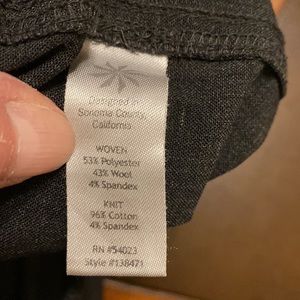 Designed in
Sonoma County,
California
WOVEN
53% Polyester
43% Wool
4% Spandex
KNIT
96% Cotton
4% Spandex
RN #54023
Style #138471